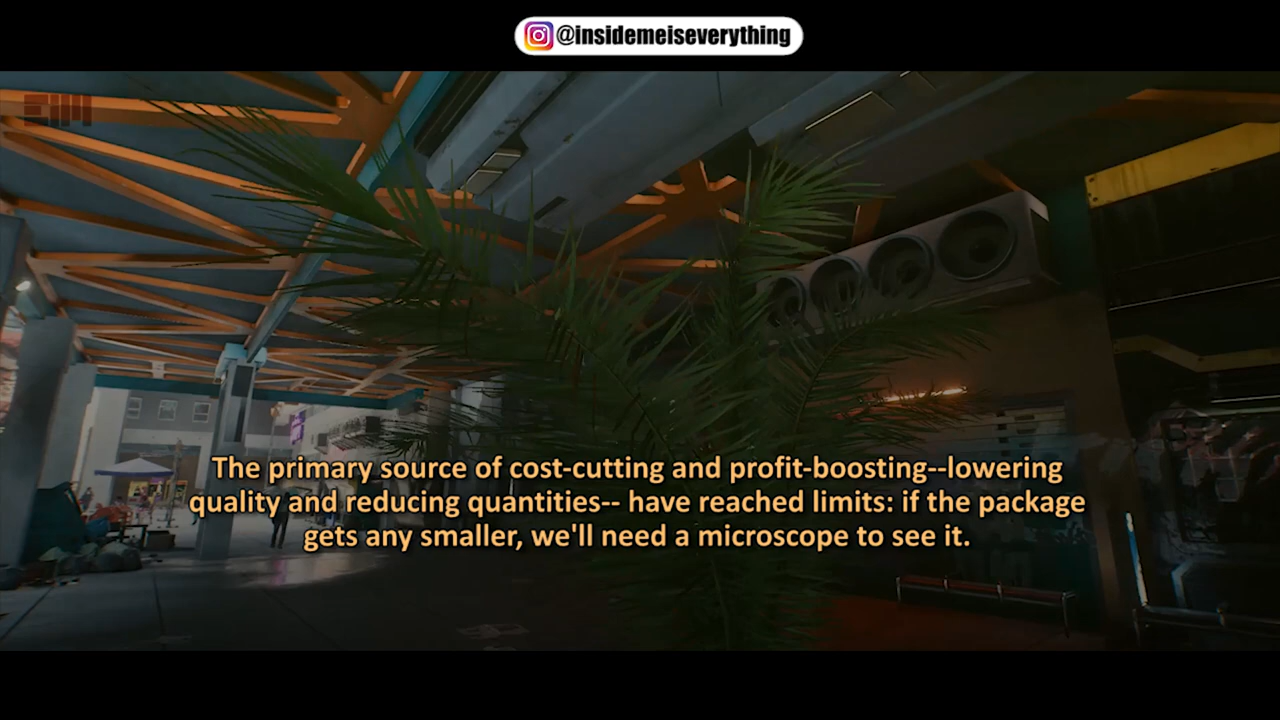 @insidemeiseverything
EIM
The primary source of cost-cutting and profit-boosting--lowering
quality and reducing quantities-- have reached limits: if the package
gets any smaller, we'll need a microscope to see it.